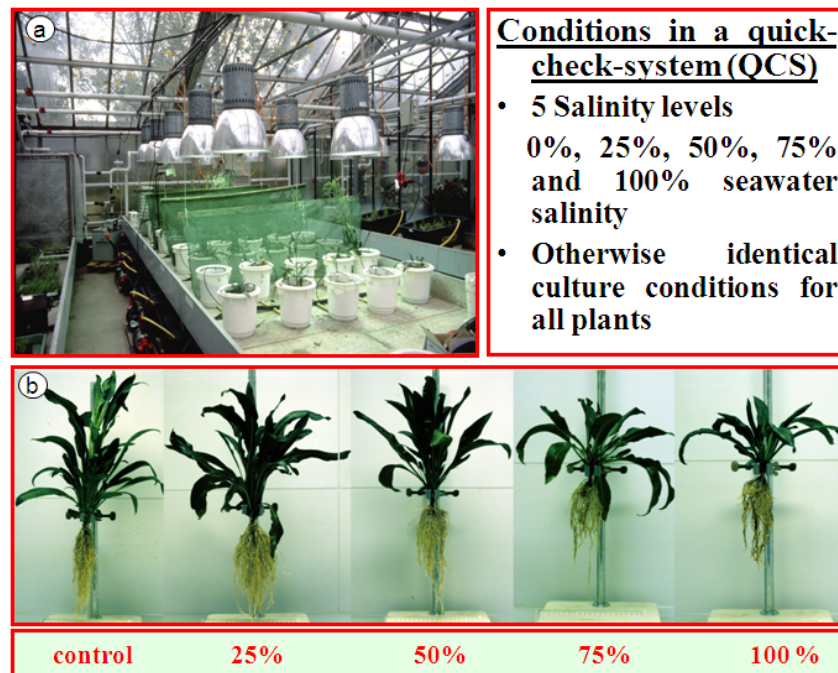 a
Conditions in a quick-
check-system (QCS)
• 5 Salinity levels
0%, 25%, 50%, 75%
and 100% seawater
salinity
• Otherwise identical
culture conditions for
all plants
b
control 25% 50% 75% 100 %